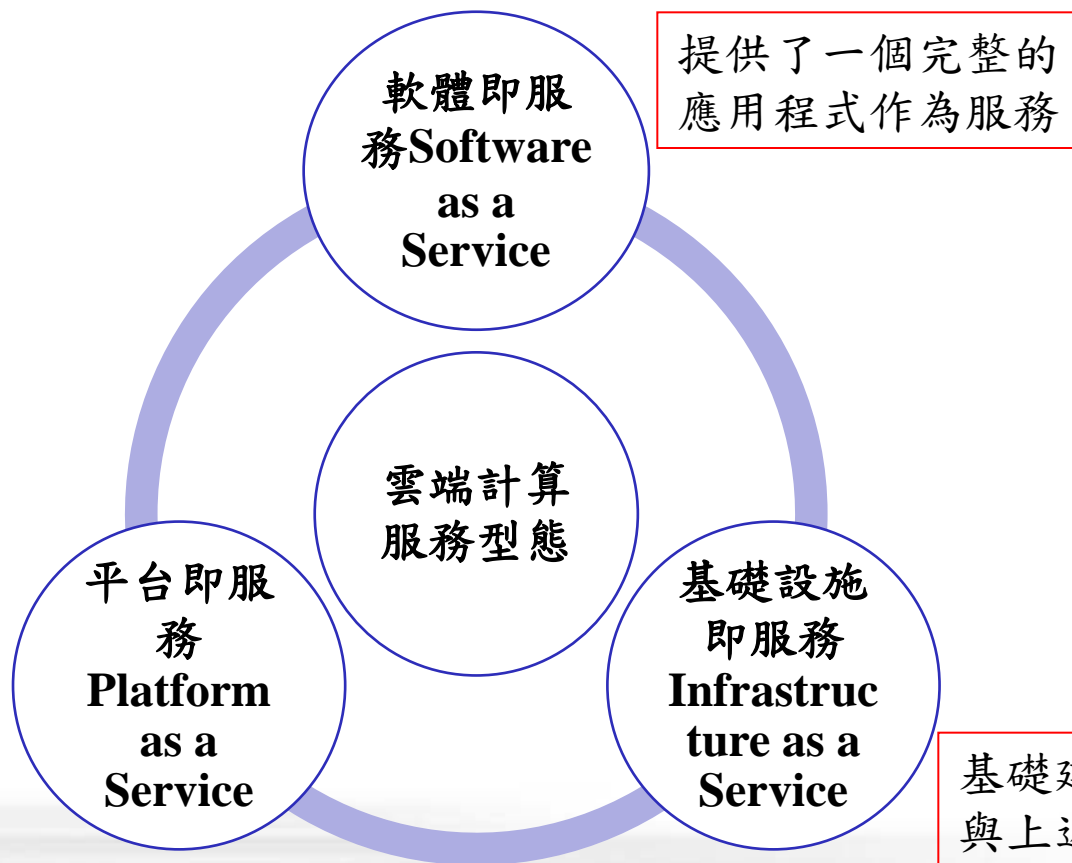 提供了一個完整的
應用程式作為服務
軟體即服
務Software
as a
Service
雲端計算
服務型態
平台即服
務
Platform
as a
Service
基礎設施
即服務
Infrastruc
ture as a
Service
基礎建
與上述